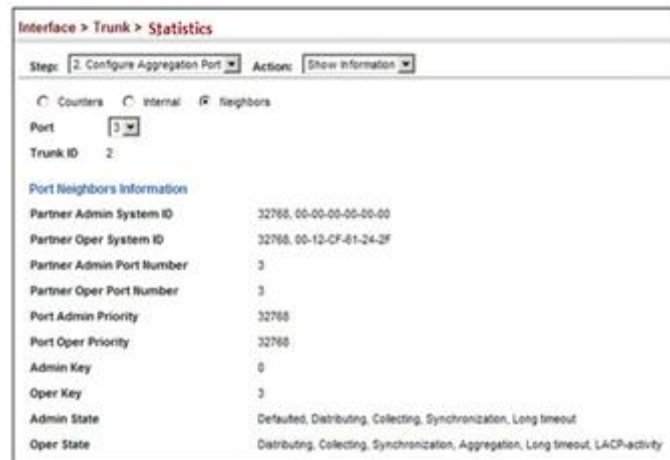 Interface > Trunk > Statistics
Step: 2. Configure Aggregation Port Action: Show Information
Counters Internal Neighbors
Port 3
Trunk ID 2
Port Neighbors Information
Partner Admin System ID 32768, 00-00-00-00-00-00
Partner Oper System ID 32768, 00-12-CF-61-24-2F
Partner Admin Port Number 3
Partner Oper Port Number 3
Port Admin Priority 32768
Port Oper Priority 32768
Admin Key 0
Oper Key 3
Admin State Defaulted, Distributing, Collecting, Synchronization, Long timeout
Oper State Distributing, Collecting, Synchronization, Aggregation, Long timeout, LACP-activity